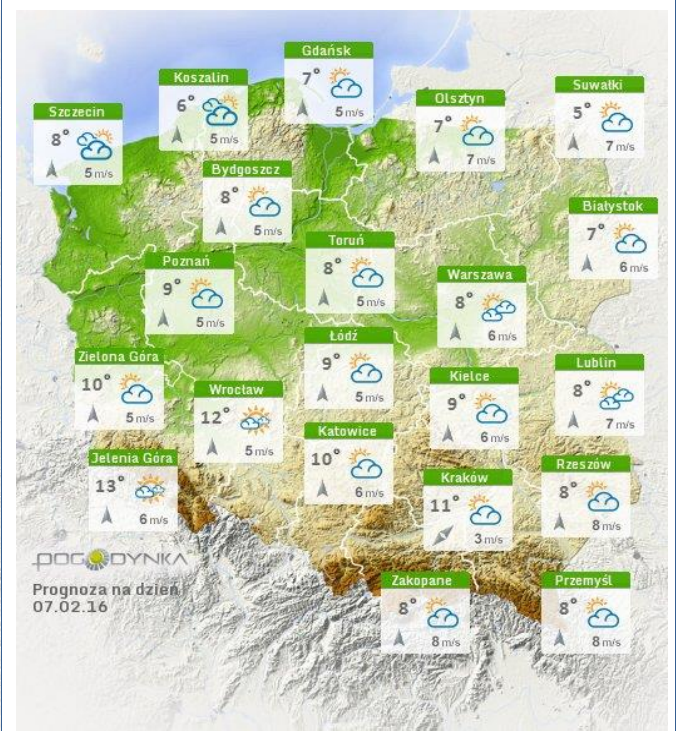 Gdańsk
7°
5 m/s
Koszalin
6°
5 m/s
Suwałki
5°
7 m/s
Olsztyn
7°
7 m/s
Szczecin
8°
5 m/s
Bydgoszcz
8°
5 m/s
Białystok
7°
6 m/s
Toruń
8°
5 m/s
Poznań
9°
5 m/s
Warszawa
8°
6 m/s
Łódź
9°
5 m/s
Zielona Góra
10°
5 m/s
Lublin
8°
7 m/s
Kielce
9°
6 m/s
Wrocław
12°
5 m/s
Katowice
10°
6 m/s
Jelenia Góra
13°
6 m/s
Rzeszów
8°
8 m/s
Kraków
11°
3 m/s
POGODYNKA
Prognoza na dzień
07.02.16
Zakopane
8°
8 m/s
Przemyśl
8°
8 m/s